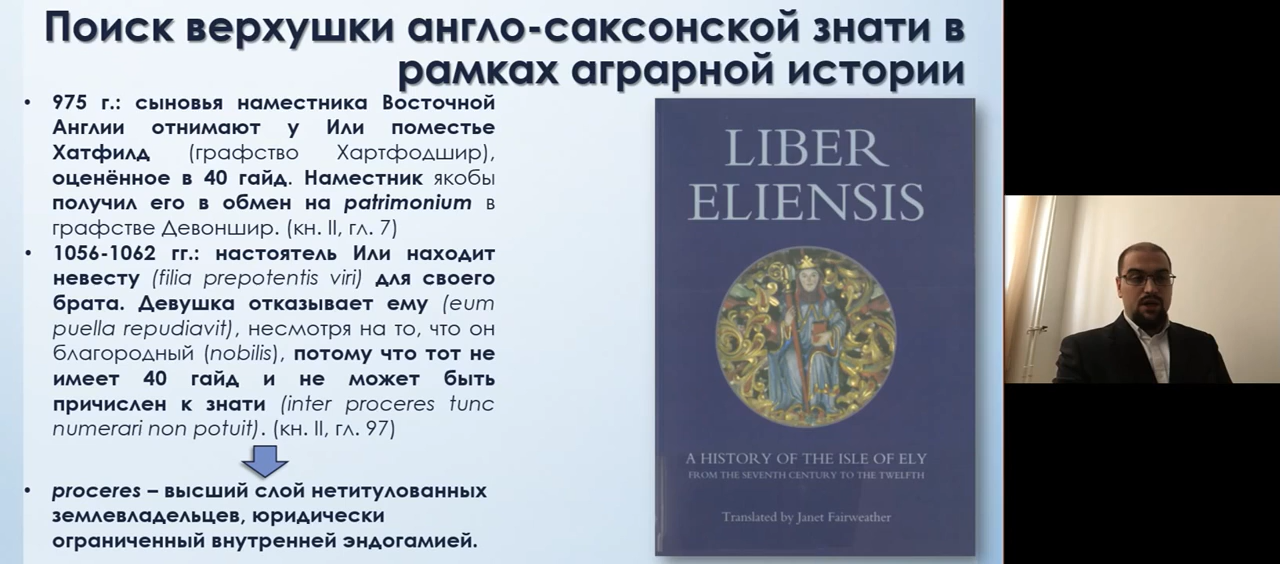 Поиск верхушки англо-саксонской знати в
рамках аграрной истории
• 975 г.: сыновья наместника Восточной
Англии отнимают у Или поместье
Хатфилд (графство Хартфодшир),
оценённое в 40 гайд. Наместник якобы
получил его в обмен на patrimonium в
графстве Девоншир. (кн. II, гл. 7)
• 1056-1062 гг.: настоятель Или находит
невесту (filia prepotentis viri) для своего
брата. Девушка отказывает ему (eum
puella repudiavit), несмотря на то, что он
благородный (nobilis), потому что тот не
имеет 40 гайд и не может быть
причислен к знати (inter proceres tunc
numerari non potuit). (кн. II, гл. 97)
• proceres – высший слой нетитулованных
землевладельцев, юридически
ограниченный внутренней эндогамией.
LIBER
ELIENSIS
A HISTORY OF THE ISLE OF ELY
FROM THE SEVENTH CENTURY TO THE TWELFTH
Translated by Janet Fairweather